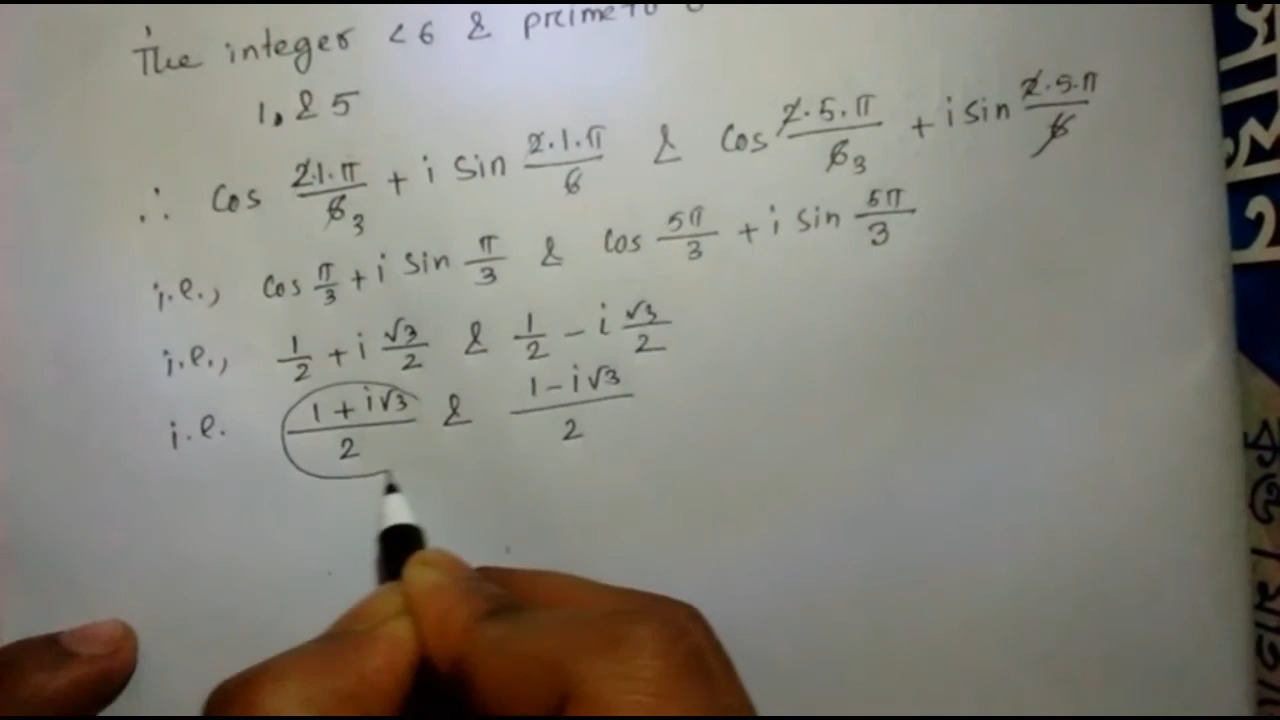 The integer < 6 & prime to
1, & 5
∴ cos 2.1.π/6 3 + i sin 2.1.π/6 & cos 2.5.π/6 3 + i sin 2.5.π/6
i.e., cos π/3 + i sin π/3 & cos 5π/3 + i sin 5π/3
i.e., 1/2 + i √3/2 & 1/2 - i √3/2
i.e. 1 + i√3/2 & 1 - i√3/2